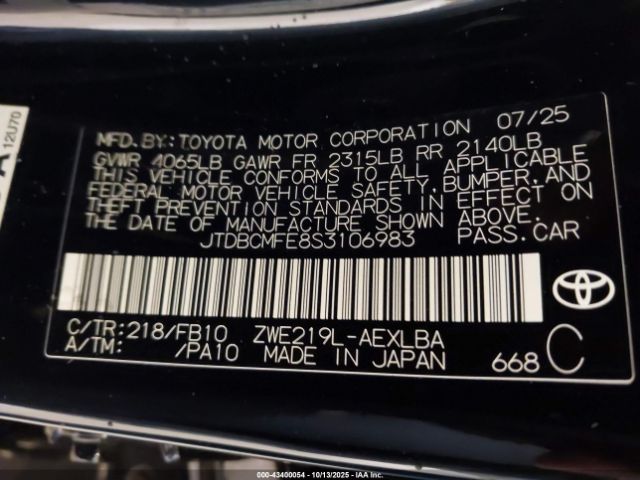 12U70
MFD.BY:TOYOTA MOTOR CORPORATION 07/25
GVWR 4065LB GAWR FR 2315LB RR 2140LB
THIS VEHICLE CONFORMS TO ALL APPLICABLE
FEDERAL MOTOR VEHICLE SAFETY,BUMPER,AND
THEFT PREVENTION STANDARDS IN EFFECT ON
THE DATE OF MANUFACTURE SHOWN ABOVE.
JTDBCMFE8S3106983 PASS.CAR
C/TR:218/FB10 ZWE219L-AEXLBA
A/TM: /PA10 MADE IN JAPAN 668 C
000-43400054 - 10/13/2025 - IAA Inc.